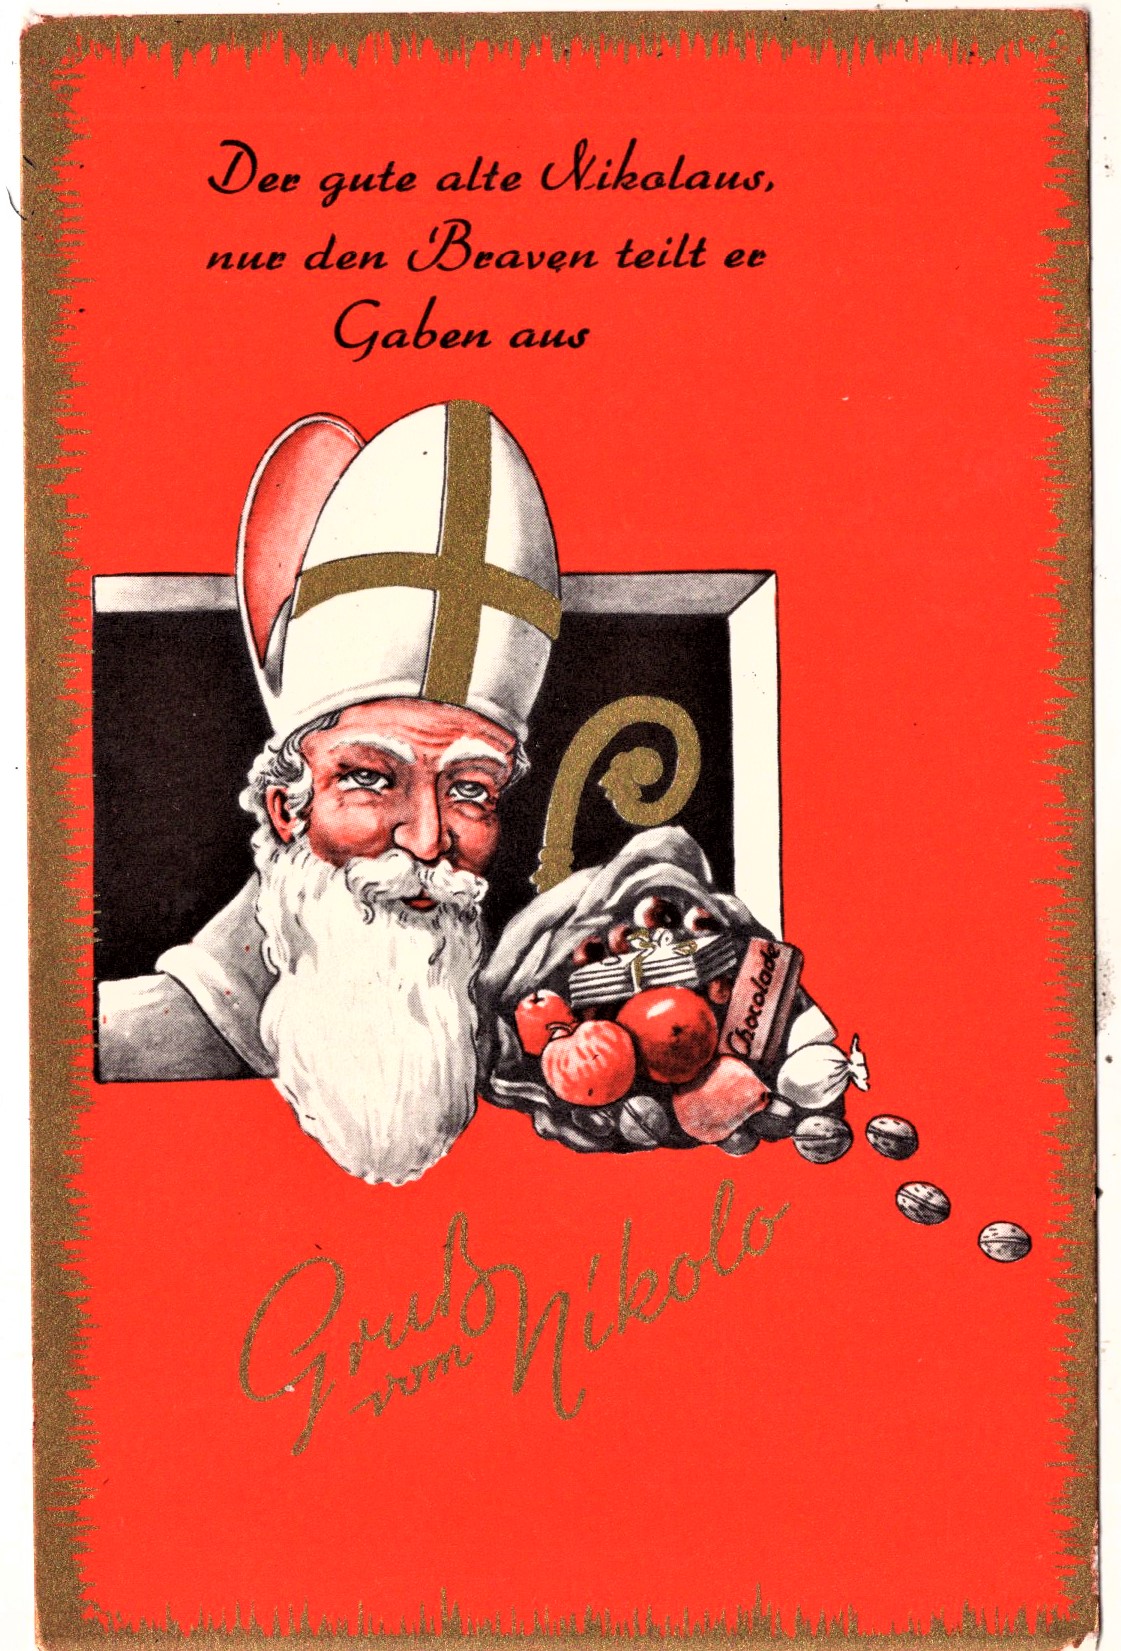 Der gute alte Nikolaus,
nur den Braven teilt er
Gaben aus
Chocolade
Gruß
vom Nikolo